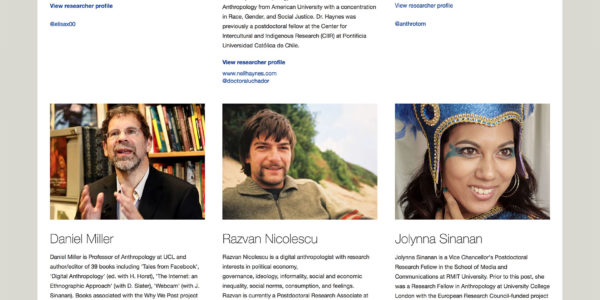 View researcher profile
@elisax00
Anthropology from American University with a concentration
in Race, Gender, and Social Justice. Dr. Haynes was
previously a postdoctoral fellow at the Center for
Intercultural and Indigenous Research (CIIR) at Pontificia
Universidad Católica de Chile.
View researcher profile
www.nellhaynes.com
@doctoraluchador
View researcher profile
@anthrotom
Daniel Miller
Daniel Miller is Professor of Anthropology at UCL and
author/editor of 39 books including 'Tales from Facebook',
'Digital Anthropology' (ed. with H. Horst), 'The Internet: an
Ethnographic Approach' (with D. Slater), 'Webcam' (with J.
Sinanan). Books associated with the Why We Post project
Razvan Nicolescu
Razvan Nicolescu is a digital anthropologist with research
interests in political economy,
governance, ideology, informality, social and economic
inequality, social norms, consumption, and feelings.
Razvan is currently a Postdoctoral Research Associate at
Jolynna Sinanan
Jolynna Sinanan is a Vice Chancellor's Postdoctoral
Research Fellow in the School of Media and
Communications at RMIT University. Prior to this post, she
was a Research Fellow in Anthropology at University College
London with the European Research Council-funded project